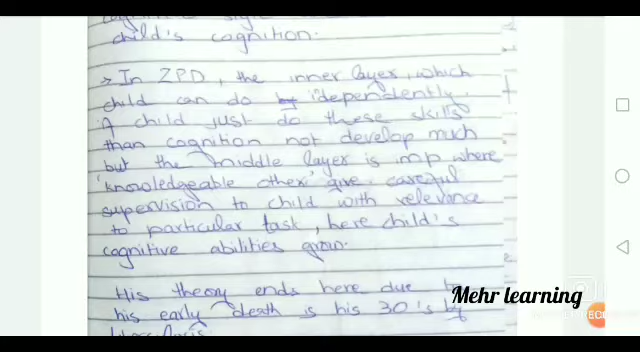 child's cognition.
→ In ZPD, the inner layer, which
child can do by idependently.
A child just do these skills
than cognition not develop much
but the middle layer is imp where
'knowledgeable other' give careful
supervision to child with relevance
to particular task, here child's
cognitive abilities grow.
His theory ends here due
his early death is his 30's by
Mehr learning